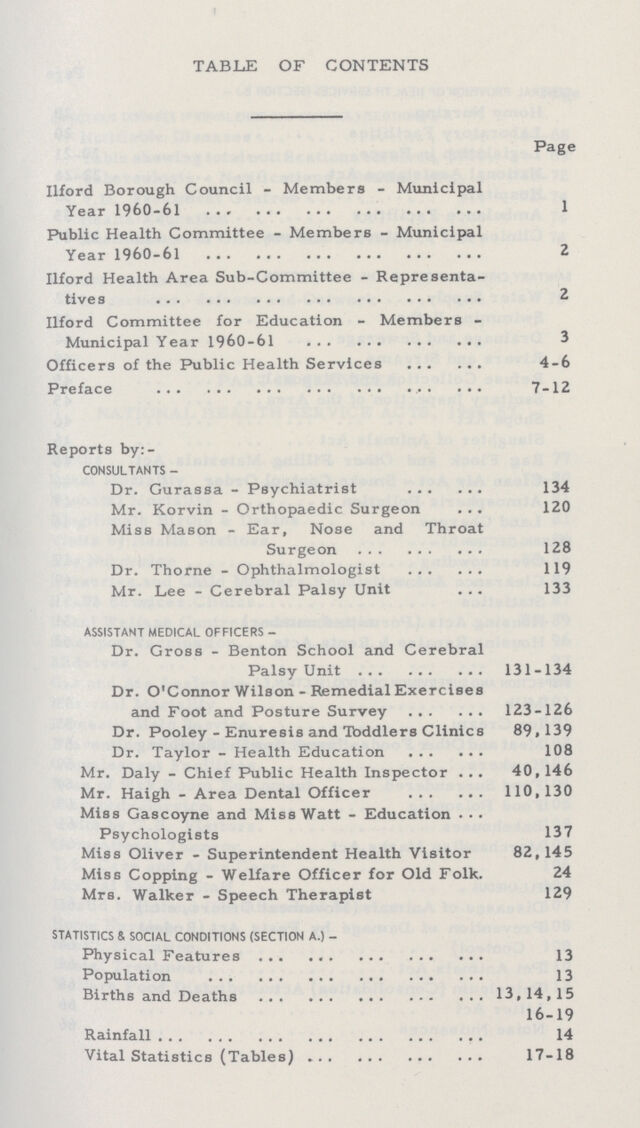 TABLE OF CONTENTS
Page
Ilford Borough Council - Members - Municipal
Year 1960-61 ... ... ... ... ... ... 1
Public Health Committee - Members - Municipal
Year 1960-61 ... ... ... ... ... ... 2
Ilford Health Area Sub-Committee - Representa-
tives ... ... ... ... ... ... ... 2
Ilford Committee for Education - Members -
Municipal Year 1960-61 ... ... ... ... 3
Officers of the Public Health Services ... ... 4-6
Preface ... ... ... ... ... ... ... 7-12
Reports by:-
CONSULTANTS -
Dr. Gurassa - Psychiatrist ... ... 134
Mr. Korvin - Orthopaedic Surgeon ... ... 120
Miss Mason - Ear, Nose and Throat
Surgeon ... ... ... 128
Dr. Thorne - Ophthalmologist ... ... 119
Mr. Lee - Cerebral Palsy Unit ... 133
ASSISTANT MEDICAL OFFICERS -
Dr. Gross - Benton School and Cerebral
Palsy Unit ... ... ... 131-134
Dr. O'Connor Wilson - Remedial Exercises
and Foot and Posture Survey ... ... 123-126
Dr. Pooley - Enuresis and Toddlers Clinics 89,139
Dr. Taylor - Health Education ... ... 108
Mr. Daly - Chief Public Health Inspector ... 40,146
Mr. Haigh - Area Dental Officer ... ... 110,130
Miss Gascoyne and Miss Watt - Education ...
Psychologists 137
Miss Oliver - Superintendent Health Visitor 82,145
Miss Copping - Welfare Officer for Old Folk. 24
Mrs. Walker - Speech Therapist 129
STATISTICS & SOCIAL CONDITIONS (SECTION A.) -
Physical Features ... ... ... ... ... 13
Population ... ... ... ... ... ... 13
Births and Deaths ... ... ... ... ... 13,14,15
16-19
Rainfall ... ... ... ... ... ... ... 14
Vital Statistics (Tables) ... ... ... ... 17-18